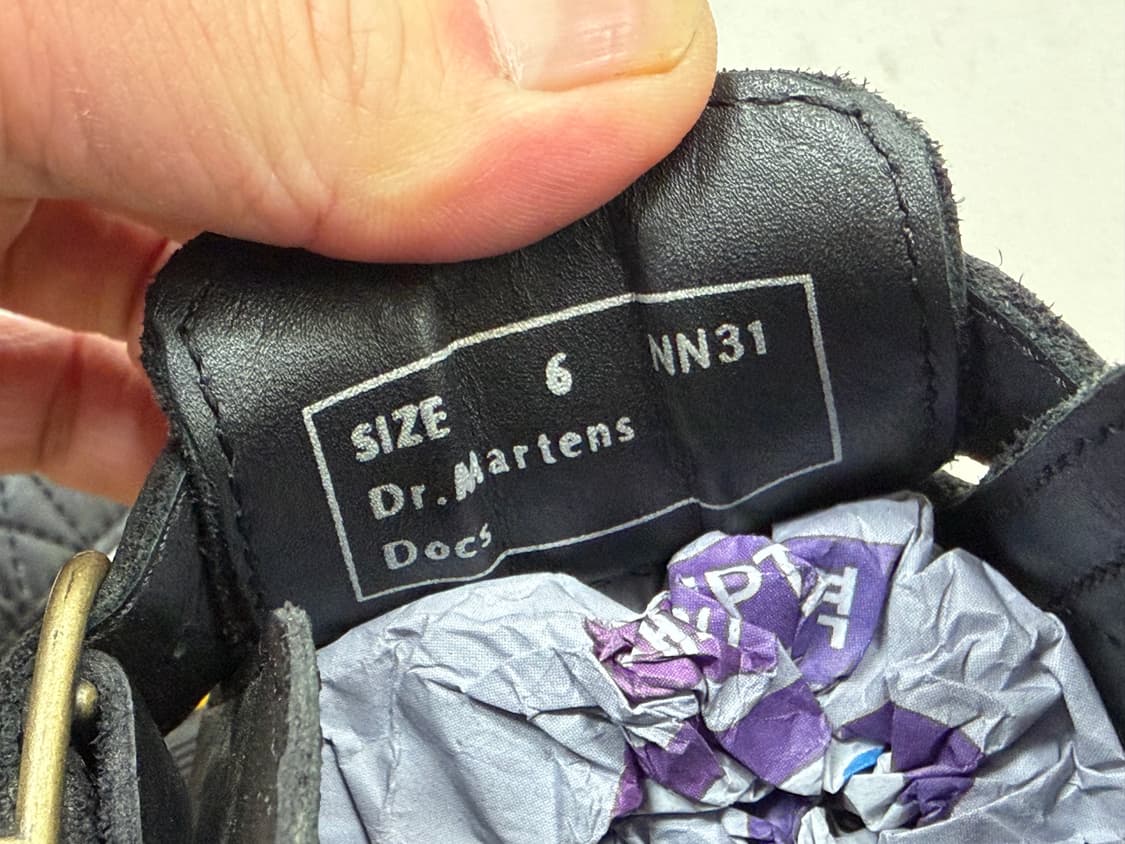 SIZE 6 NN31
Dr. Martens
Docs